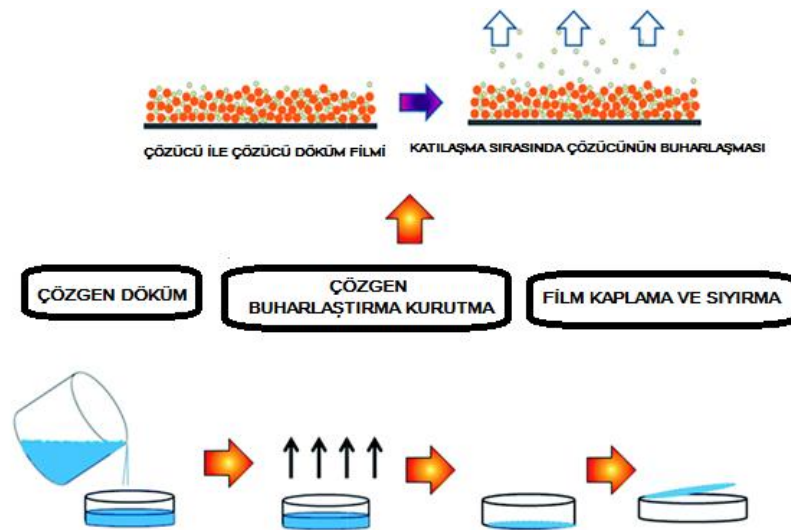 ÇÖZÜCÜ İLE ÇÖZÜCÜ DÖKÜM FİLMİ
KATILAŞMA SIRASINDA ÇÖZÜCÜNÜN BUHARLAŞMASI
ÇÖZGEN DÖKÜM
ÇÖZGEN
BUHARLAŞTIRMA KURUTMA
FİLM KAPLAMA VE SIYIRMA